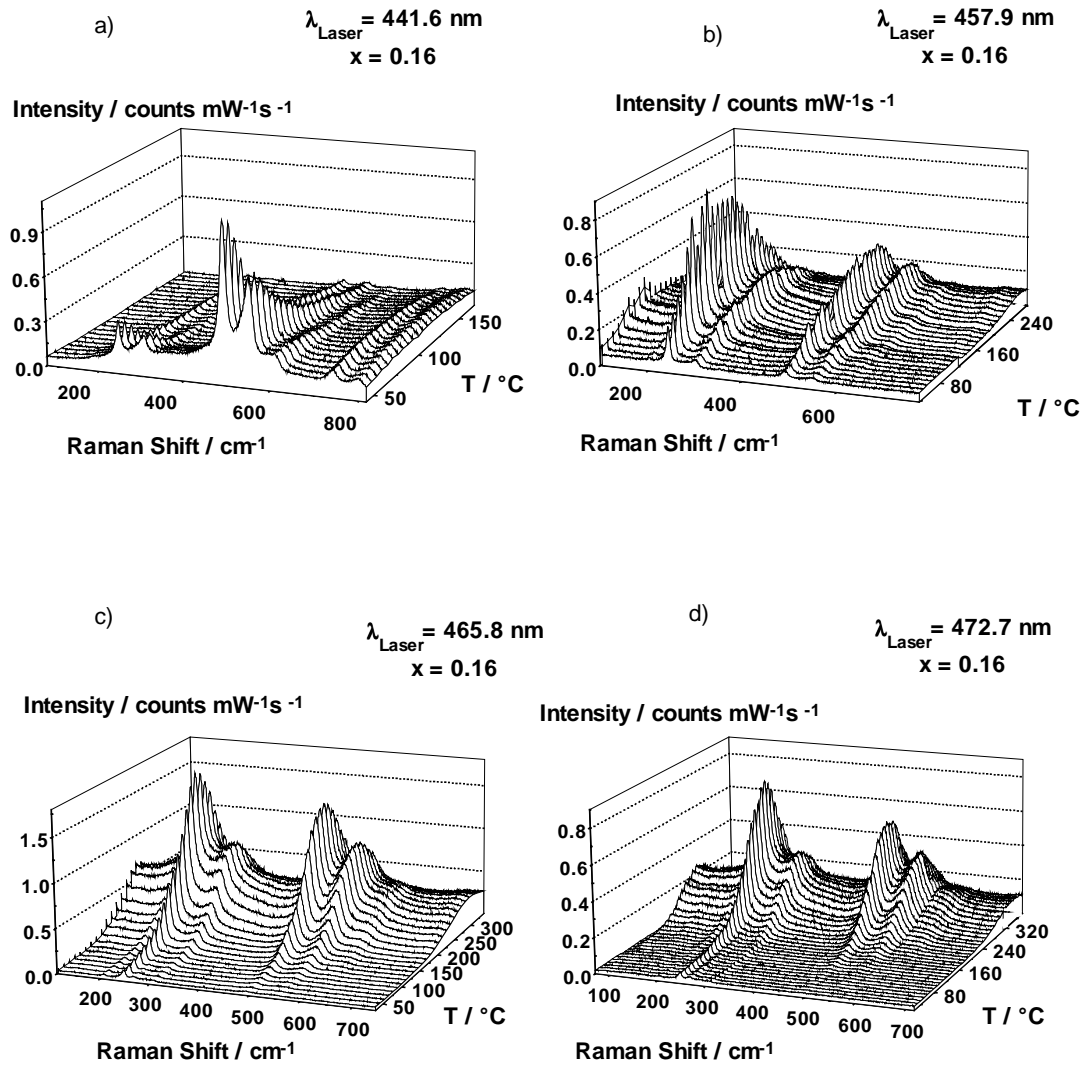 a)
λLaser = 441.6 nm
x = 0.16
Intensity / counts mW-1s -1
0.9
0.6
0.3
0.0
200
400
600
800
50
100
150
T / °C
Raman Shift / cm-1
b)
λLaser = 457.9 nm
x = 0.16
Intensity / counts mW-1s -1
0.8
0.6
0.4
0.2
0.0
200
400
600
80
160
240
T / °C
Raman Shift / cm-1
c)
λLaser = 465.8 nm
x = 0.16
Intensity / counts mW-1s -1
1.5
1.0
0.5
0.0
200
300
400
500
600
700
50
100
150
200
250
300
T / °C
Raman Shift / cm-1
d)
λLaser = 472.7 nm
x = 0.16
Intensity / counts mW-1s -1
0.8
0.6
0.4
0.2
0.0
100
200
300
400
500
600
700
80
160
240
320
T / °C
Raman Shift / cm-1